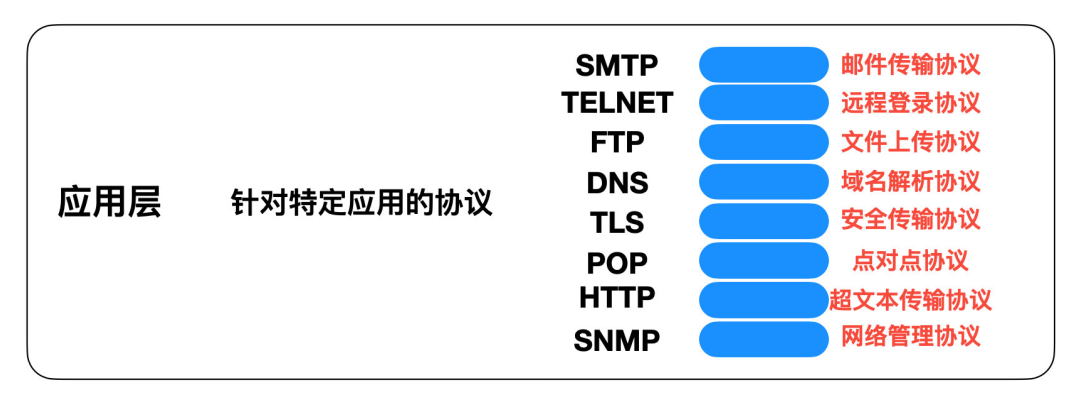 应用层
针对特定应用的协议
SMTP 邮件传输协议
TELNET 远程登录协议
FTP 文件上传协议
DNS 域名解析协议
TLS 安全传输协议
POP 点对点协议
HTTP 超文本传输协议
SNMP 网络管理协议